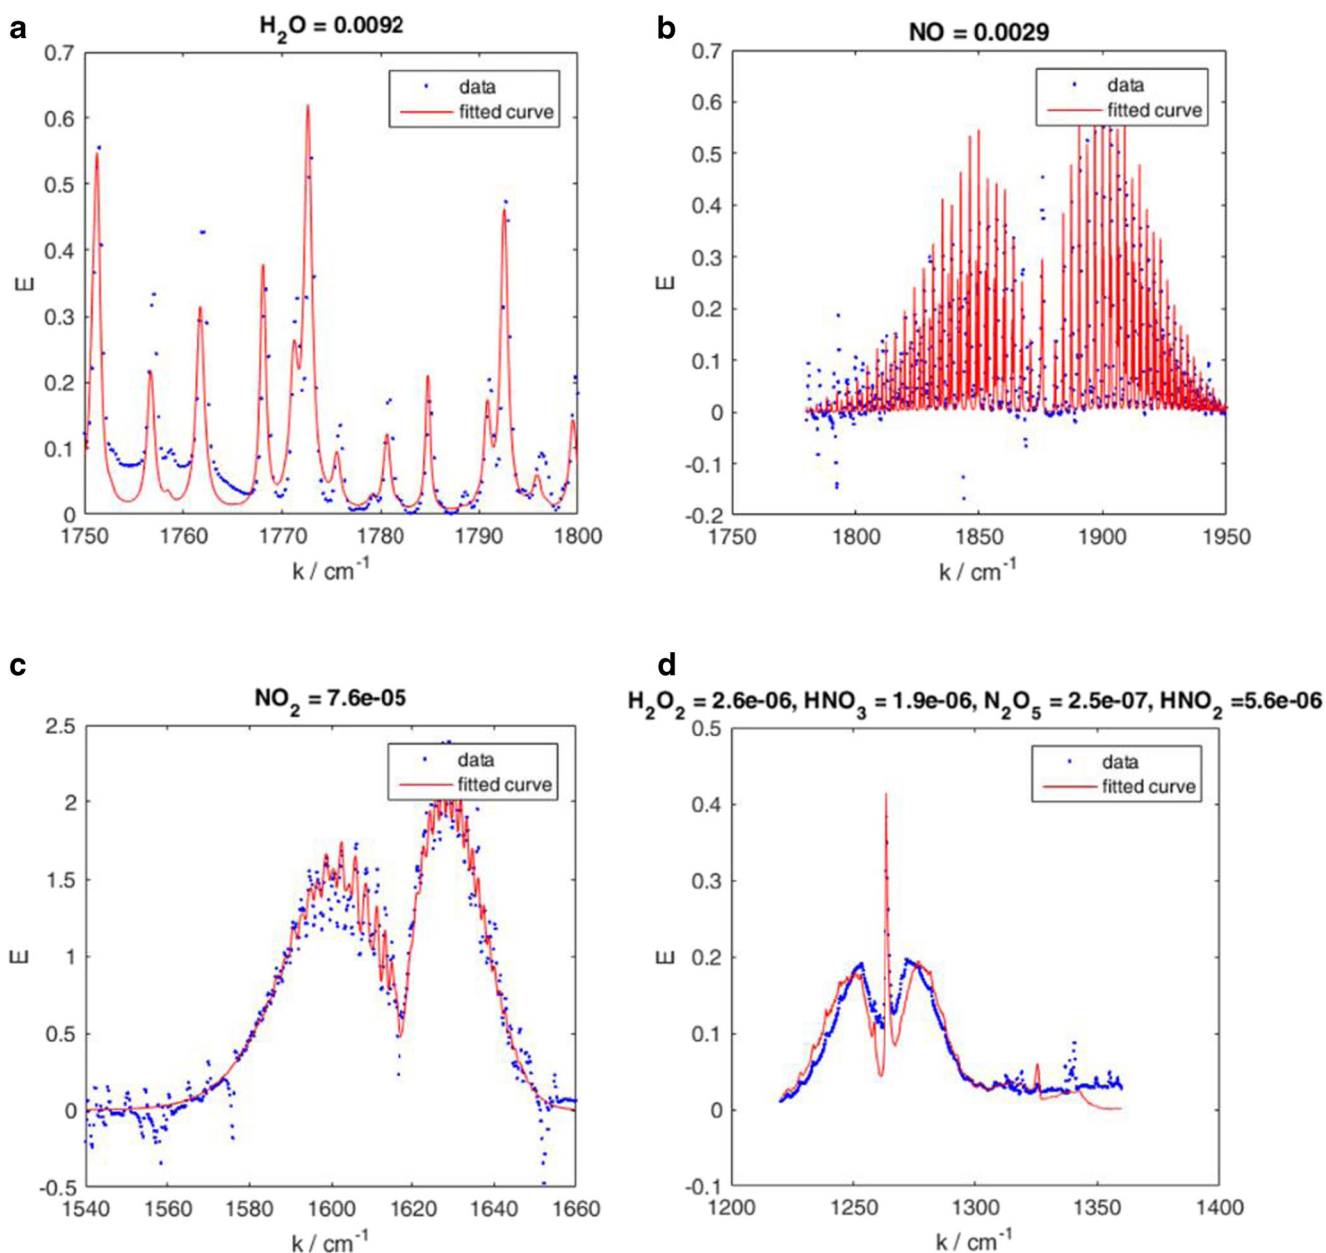 a
H2O = 0.0092
0.7
0.6
0.5
0.4
0.3
0.2
0.1
0
E
data
fitted curve
1750 1760 1770 1780 1790 1800
k / cm-1
b
NO = 0.0029
0.7
0.6
0.5
0.4
0.3
0.2
0.1
0
-0.1
-0.2
E
data
fitted curve
1750 1800 1850 1900 1950
k / cm-1
c
NO2 = 7.6e-05
2.5
2
1.5
1
0.5
0
-0.5
E
data
fitted curve
1540 1560 1580 1600 1620 1640 1660
k / cm-1
d
H2O2 = 2.6e-06, HNO3 = 1.9e-06, N2O5 = 2.5e-07, HNO2 =5.6e-06
0.5
0.4
0.3
0.2
0.1
0
-0.1
E
data
fitted curve
1200 1250 1300 1350 1400
k / cm-1